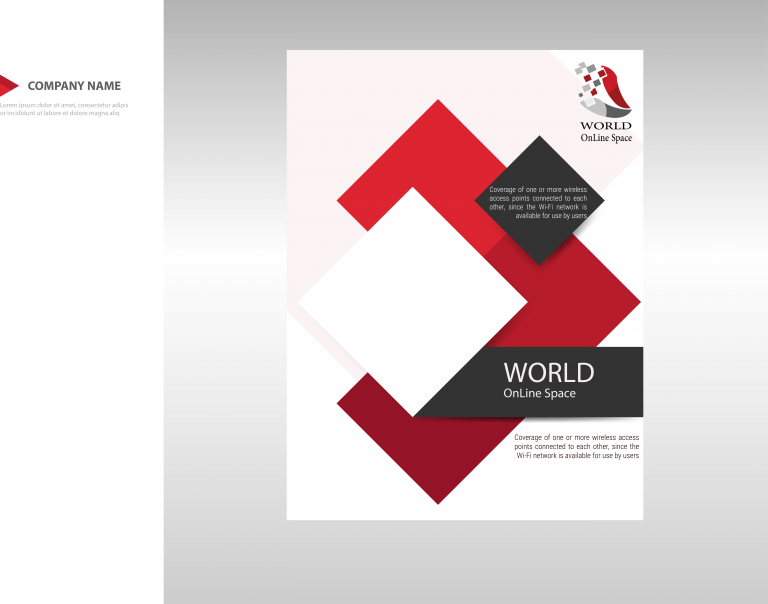 COMPANY NAME
Lorem ipsum dolor sit amet, consectetur adipis
or incididunt ut labore et dolore magna aliq
WORLD
OnLine Space
Coverage of one or more wireless
access points connected to each
other, since the Wi-Fi network is
available for use by users
WORLD
OnLine Space
Coverage of one or more wireless access
points connected to each other, since the
Wi-Fi network is available for use by users